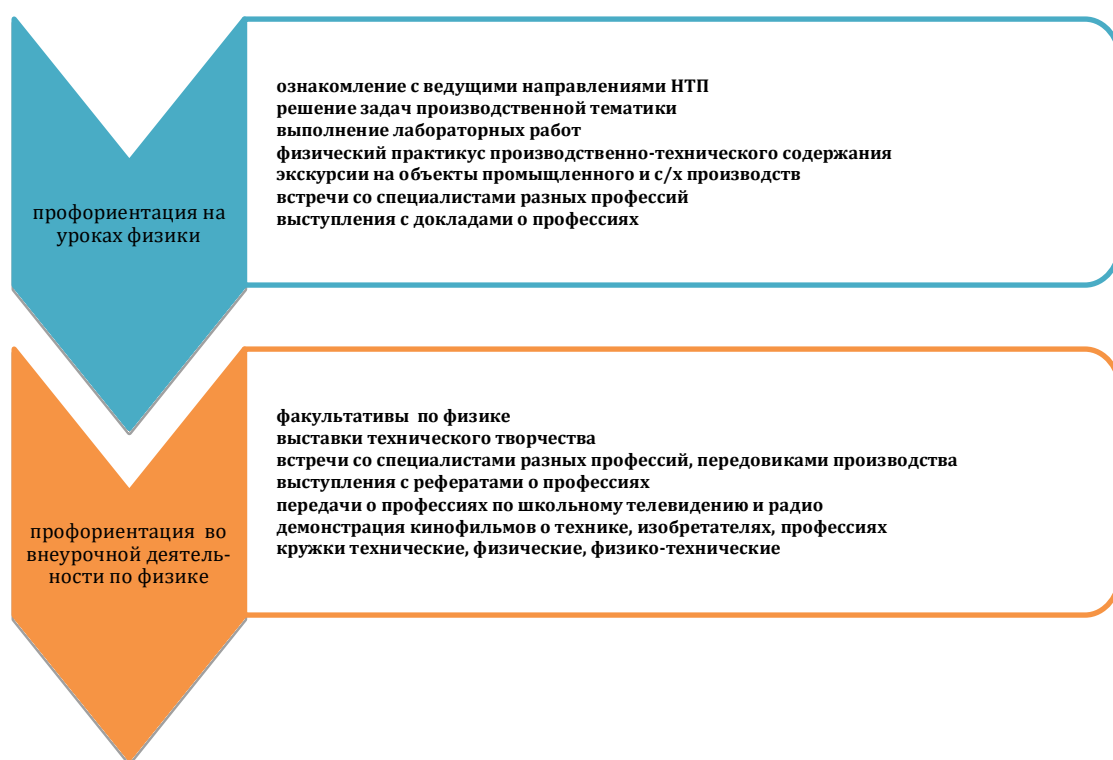 профориентация на
уроках физики
ознакомление с ведущими направлениями НТП
решение задач производственной тематики
выполнение лабораторных работ
физический практикус производственно-технического содержания
экскурсии на объекты промыщленного и с/х производств
встречи со специалистами разных профессий
выступления с докладами о профессиях
профориентация во
внеурочной деятель-
ности по физике
факультативы по физике
выставки технического творчества
встречи со специалистами разных профессий, передовиками производства
выступления с рефератами о профессиях
передачи о профессиях по школьному телевидению и радио
демонстрация кинофильмов о технике, изобретателях, профессиях
кружки технические, физические, физико-технические